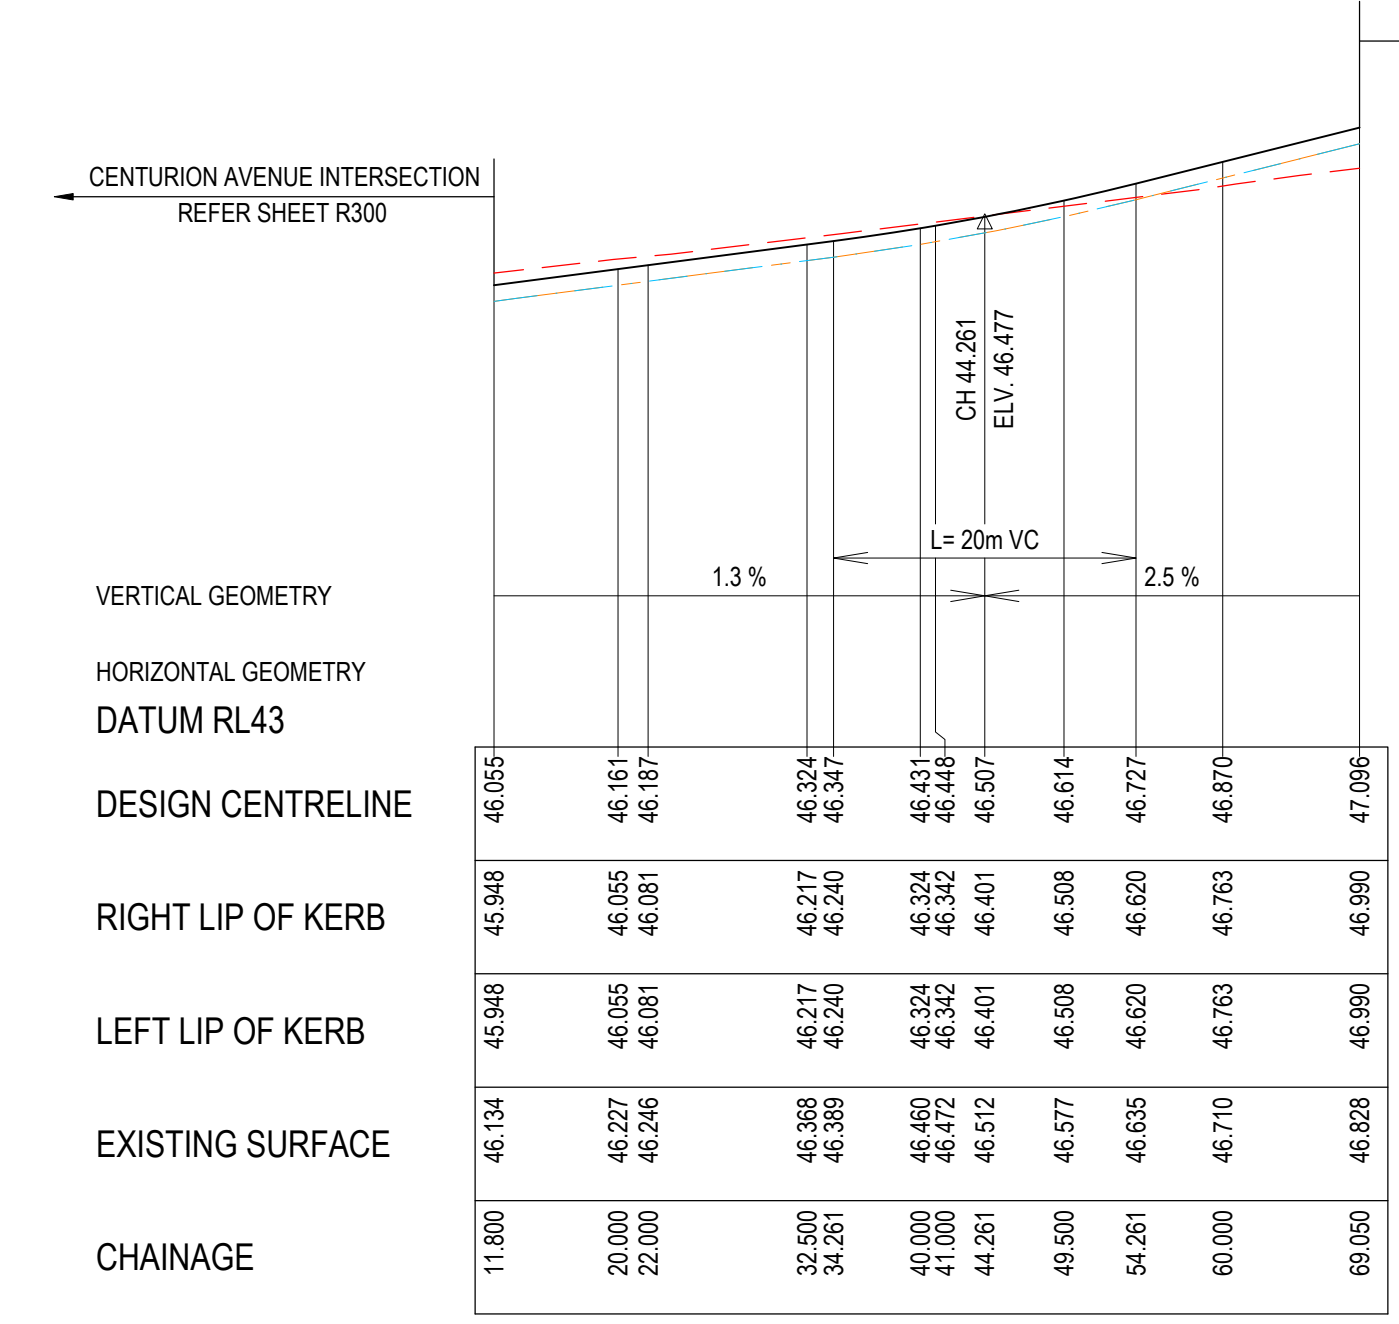 CENTURION AVENUE INTERSECTION
REFER SHEET R300
CH 44.261
ELV. 46.477
L= 20m VC
1.3 %
2.5 %
VERTICAL GEOMETRY
HORIZONTAL GEOMETRY
DATUM RL43
DESIGN CENTRELINE 46.055 46.161 46.187 46.324 46.347 46.431 46.448 46.507 46.614 46.727 46.870 47.096
RIGHT LIP OF KERB 45.948 46.055 46.081 46.217 46.240 46.324 46.342 46.401 46.508 46.620 46.763 46.990
LEFT LIP OF KERB 45.948 46.055 46.081 46.217 46.240 46.324 46.342 46.401 46.508 46.620 46.763 46.990
EXISTING SURFACE 46.134 46.227 46.246 46.368 46.389 46.460 46.472 46.512 46.577 46.635 46.710 46.828
CHAINAGE 11.800 20.000 22.000 32.500 34.261 40.000 41.000 44.261 49.500 54.261 60.000 69.050